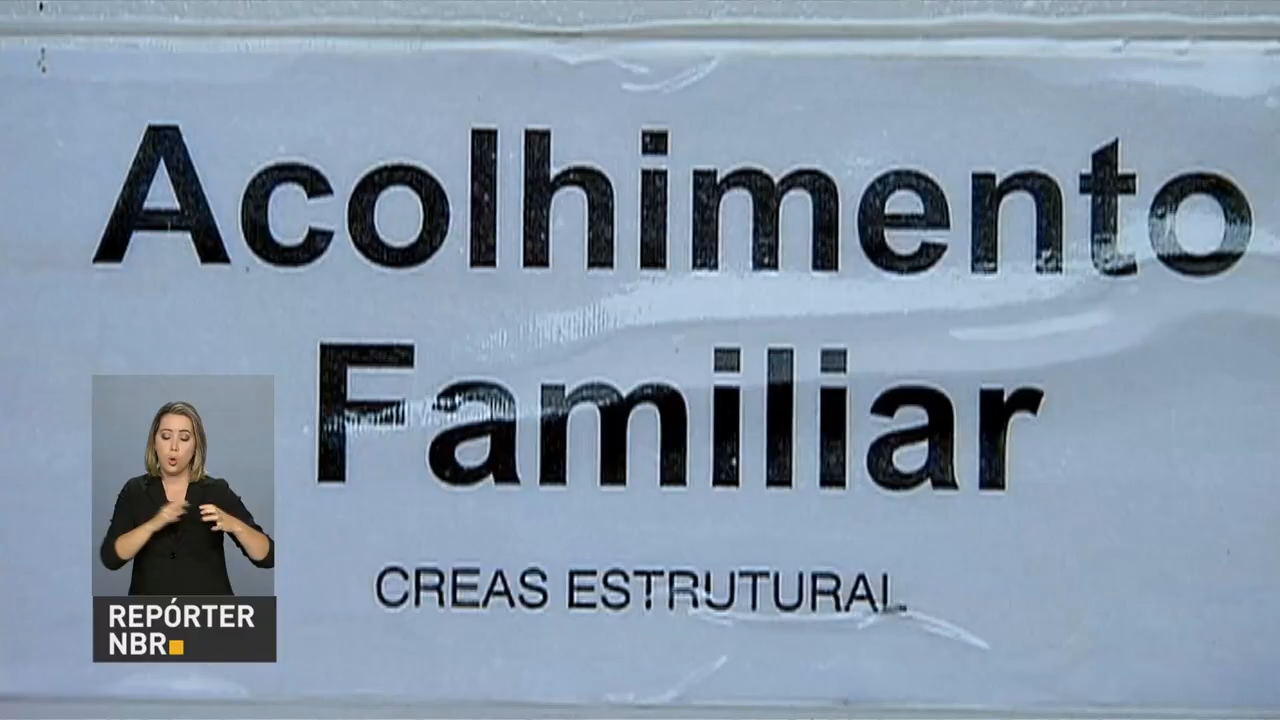 Acolhimento
Familiar
CREAS ESTRUTURAL
REPÓRTER
NBR